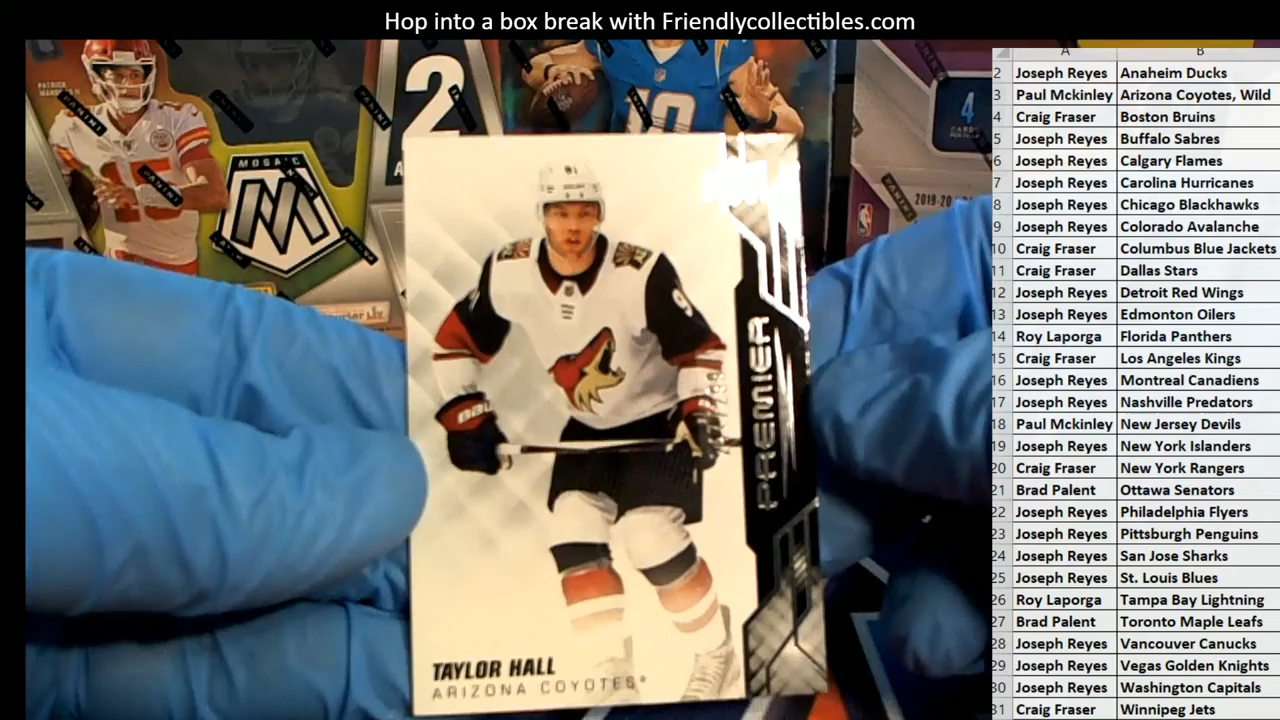 Hop into a box break with Friendlycollectibles.com
PATRICK
MOSAIC
2
10
4
CARDS
2019-20
PREMIER
TAYLOR HALL
ARIZONA COYOTES
A B
2 Joseph Reyes Anaheim Ducks
3 Paul Mckinley Arizona Coyotes, Wild
4 Craig Fraser Boston Bruins
5 Joseph Reyes Buffalo Sabres
6 Joseph Reyes Calgary Flames
7 Joseph Reyes Carolina Hurricanes
8 Joseph Reyes Chicago Blackhawks
9 Joseph Reyes Colorado Avalanche
10 Craig Fraser Columbus Blue Jackets
11 Craig Fraser Dallas Stars
12 Joseph Reyes Detroit Red Wings
13 Joseph Reyes Edmonton Oilers
14 Roy Laporga Florida Panthers
15 Craig Fraser Los Angeles Kings
16 Joseph Reyes Montreal Canadiens
17 Joseph Reyes Nashville Predators
18 Paul Mckinley New Jersey Devils
19 Joseph Reyes New York Islanders
20 Craig Fraser New York Rangers
21 Brad Palent Ottawa Senators
22 Joseph Reyes Philadelphia Flyers
23 Joseph Reyes Pittsburgh Penguins
24 Joseph Reyes San Jose Sharks
25 Joseph Reyes St. Louis Blues
26 Roy Laporga Tampa Bay Lightning
27 Brad Palent Toronto Maple Leafs
28 Joseph Reyes Vancouver Canucks
29 Joseph Reyes Vegas Golden Knights
30 Joseph Reyes Washington Capitals
31 Craig Fraser Winnipeg Jets